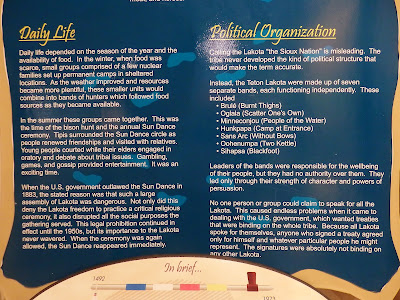 Daily Life
Daily life depended on the season of the year and the
availability of food. In the winter, when food was
scarce, small groups comprised of a few nuclear
families set up permanent camps in sheltered
locations. As the weather improved and resources
became more plentiful, these smaller units would
combine into bands of hunters which followed food
sources as they became available.
In the summer these groups came together. This was
the time of the bison hunt and the annual Sun Dance
ceremony. Tipis surrounded the Sun Dance circle as
people renewed friendships and visited with relatives.
Young people courted while their elders engaged in
oratory and debate about tribal issues. Gambling,
games, and gossip provided entertainment. It was an
exciting time.
When the U.S. government outlawed the Sun Dance in
1883, the stated reason was that such a large
assembly of Lakota was dangerous. Not only did this
deny the Lakota freedom to practice a critical religious
ceremony, it also disrupted all the social purposes the
gathering served. This legal prohibition continued in
effect until the 1950's, but its importance to the Lakota
never wavered. When the ceremony was again
allowed, the Sun Dance reappeared immediately.
Political Organization
Calling the Lakota "the Sioux Nation" is misleading. The
tribe never developed the kind of political structure that
would make the term accurate.
Instead, the Teton Lakota were made up of seven
separate bands, each functioning independently. These
included
• Brulé (Burnt Thighs)
• Oglala (Scatter One's Own)
• Minneconjou (People of the Water)
• Hunkpapa (Camp at Entrance)
• Sans Arc (Without Bows)
• Oohenumpa (Two Kettle)
• Sihapsa (Blackfoot)
Leaders of the bands were responsible for the wellbeing
of their people, but they had no authority over them. They
led only through their strength of character and powers of
persuasion.
No one person or group could claim to speak for all the
Lakota. This caused endless problems when it came to
dealing with the U.S. government, which wanted treaties
that were binding on the whole tribe. Because all Lakota
spoke for themselves, anyone who signed a treaty agreed
only for himself and whatever particular people he might
represent. The signatures were absolutely not binding on
any other Lakota.
In brief...
1492